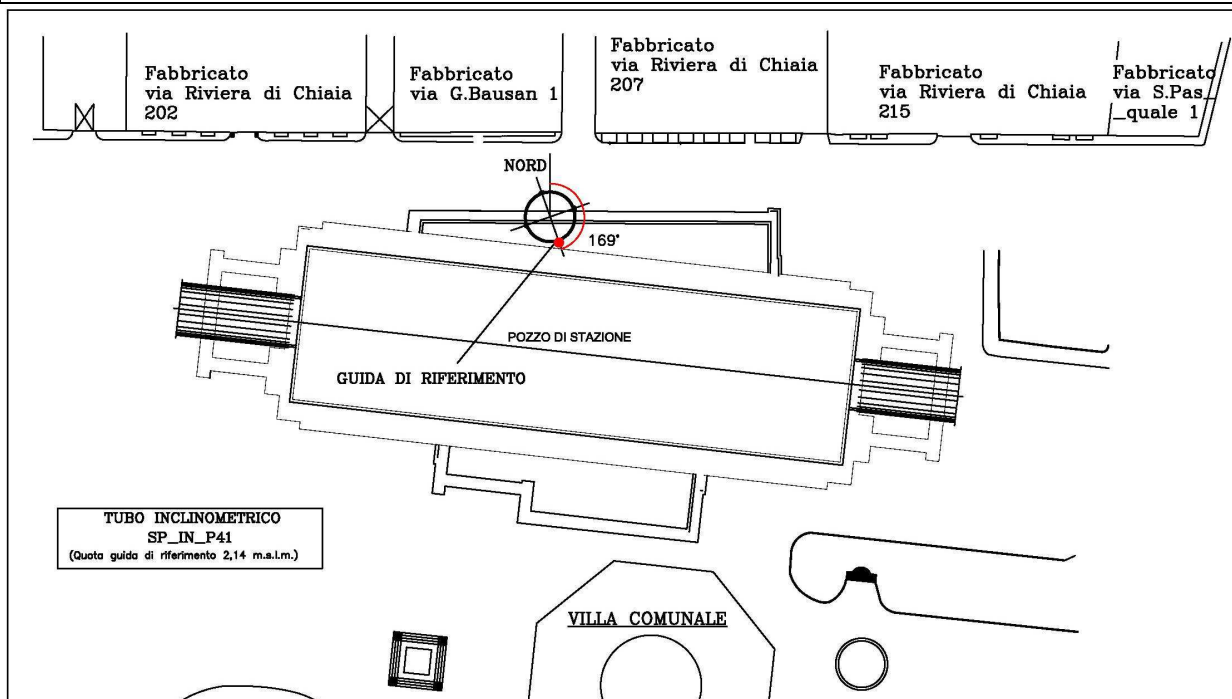 Fabbricato
via Riviera di Chiaia
202
Fabbricato
via G.Bausan 1
Fabbricato
via Riviera di Chiaia
207
Fabbricato
via Riviera di Chiaia
215
Fabbricato
via S.Pas_
_quale 1
NORD
169°
POZZO DI STAZIONE
GUIDA DI RIFERIMENTO
TUBO INCLINOMETRICO
SP_IN_P41
(Quota guida di riferimento 2,14 m.s.l.m.)
VILLA COMUNALE